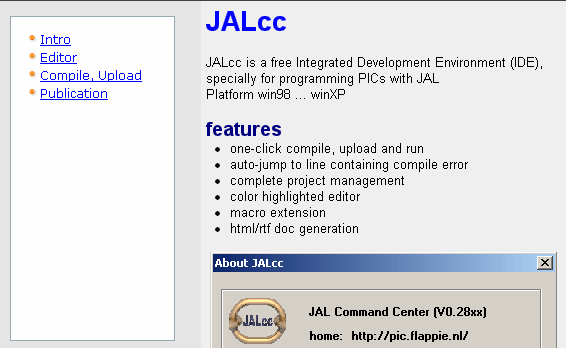 Intro
Editor
Compile, Upload
Publication
JALcc
JALcc is a free Integrated Development Environment (IDE),
specially for programming PICs with JAL
Platform win98 ... winXP
features
one-click compile, upload and run
auto-jump to line containing compile error
complete project management
color highlighted editor
macro extension
html/rtf doc generation
About JALcc
JALcc
JAL Command Center (V0.28xx)
home: http://pic.flappie.nl/